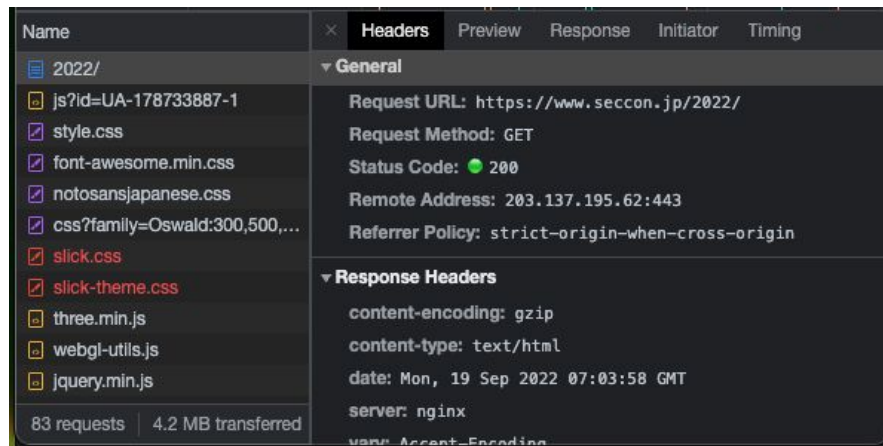 Name
2022/
js?id=UA-178733887-1
style.css
font-awesome.min.css
notosansjapanese.css
css?family=Oswald:300,500,...
slick.css
slick-theme.css
three.min.js
webgl-utils.js
jquery.min.js
83 requests
4.2 MB transferred
× Headers Preview Response Initiator Timing
▼ General
Request URL: https://www.seccon.jp/2022/
Request Method: GET
Status Code: 200
Remote Address: 203.137.195.62:443
Referrer Policy: strict-origin-when-cross-origin
▼ Response Headers
content-encoding: gzip
content-type: text/html
date: Mon, 19 Sep 2022 07:03:58 GMT
server: nginx
vary: Accept-Encoding